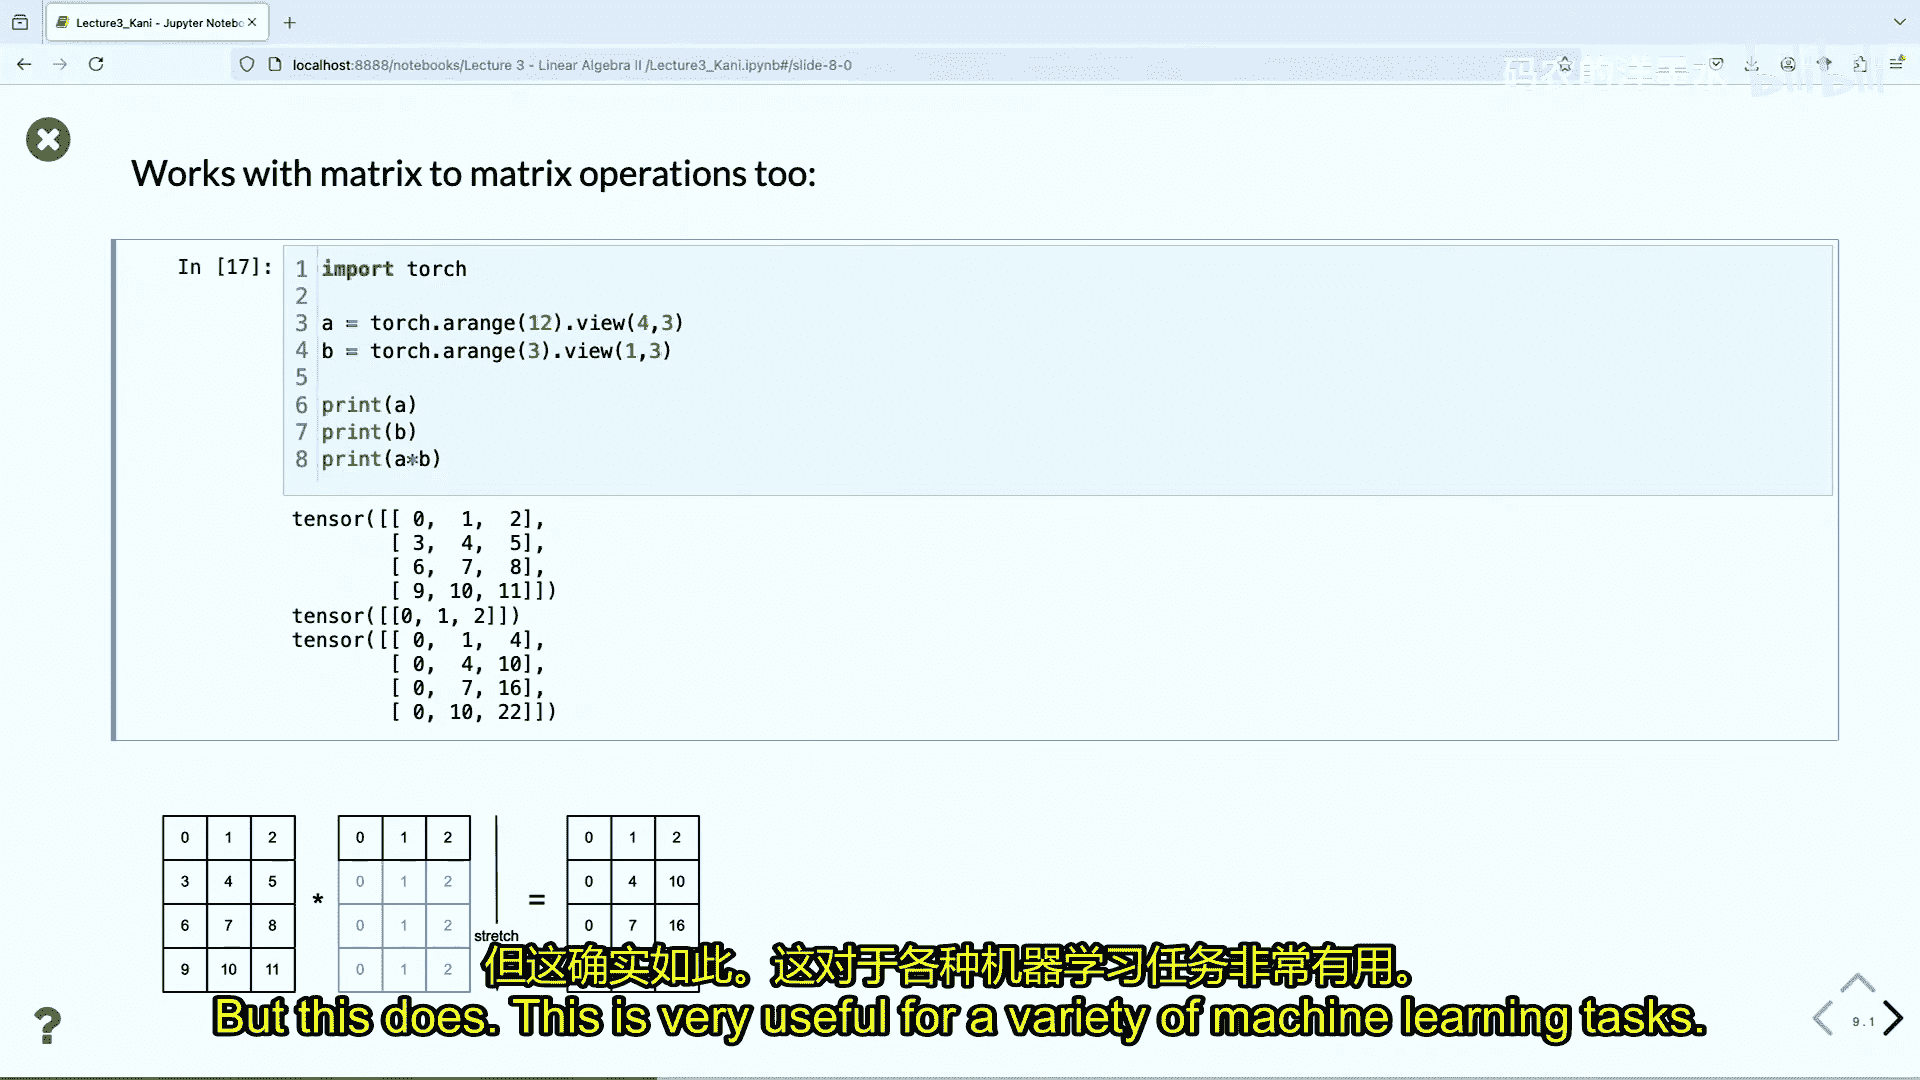 Lecture3_Kani - Jupyter Notebo
localhost:8888/notebooks/Lecture 3 - Linear Algebra II /Lecture3_Kani.ipynb#/slide-8-0
Works with matrix to matrix operations too:
In [17]:
1 import torch
2
3 a = torch.arange(12).view(4,3)
4 b = torch.arange(3).view(1,3)
5
6 print(a)
7 print(b)
8 print(a*b)
tensor([[ 0,  1,  2],
        [ 3,  4,  5],
        [ 6,  7,  8],
        [ 9, 10, 11]])
tensor([[0, 1, 2]])
tensor([[ 0,  1,  4],
        [ 0,  4, 10],
        [ 0,  7, 16],
        [ 0, 10, 22]])
0 1 2 0 1 2 0 1 2
3 4 5 0 1 2 0 4 10
* =
6 7 8 0 1 2 0 7 16
stretch
9 10 11 0 1 2
但这确实如此。这对于各种机器学习任务非常有用。
But this does. This is very useful for a variety of machine learning tasks.
?
9.1